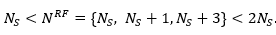 N_S < N^{RF} = {N_S, N_S + 1, N_S + 3} < 2N_S.